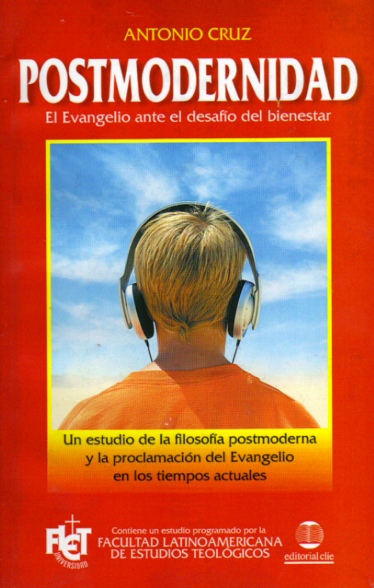 ANTONIO CRUZ
POSTMODERNIDAD
El Evangelio ante el desafío del bienestar
Un estudio de la filosofía postmoderna
y la proclamación del Evangelio
en los tiempos actuales
FLET
UNIVERSIDAD
Contiene un estudio programado por la
FACULTAD LATINOAMERICANA
DE ESTUDIOS TEOLÓGICOS
editorial clie